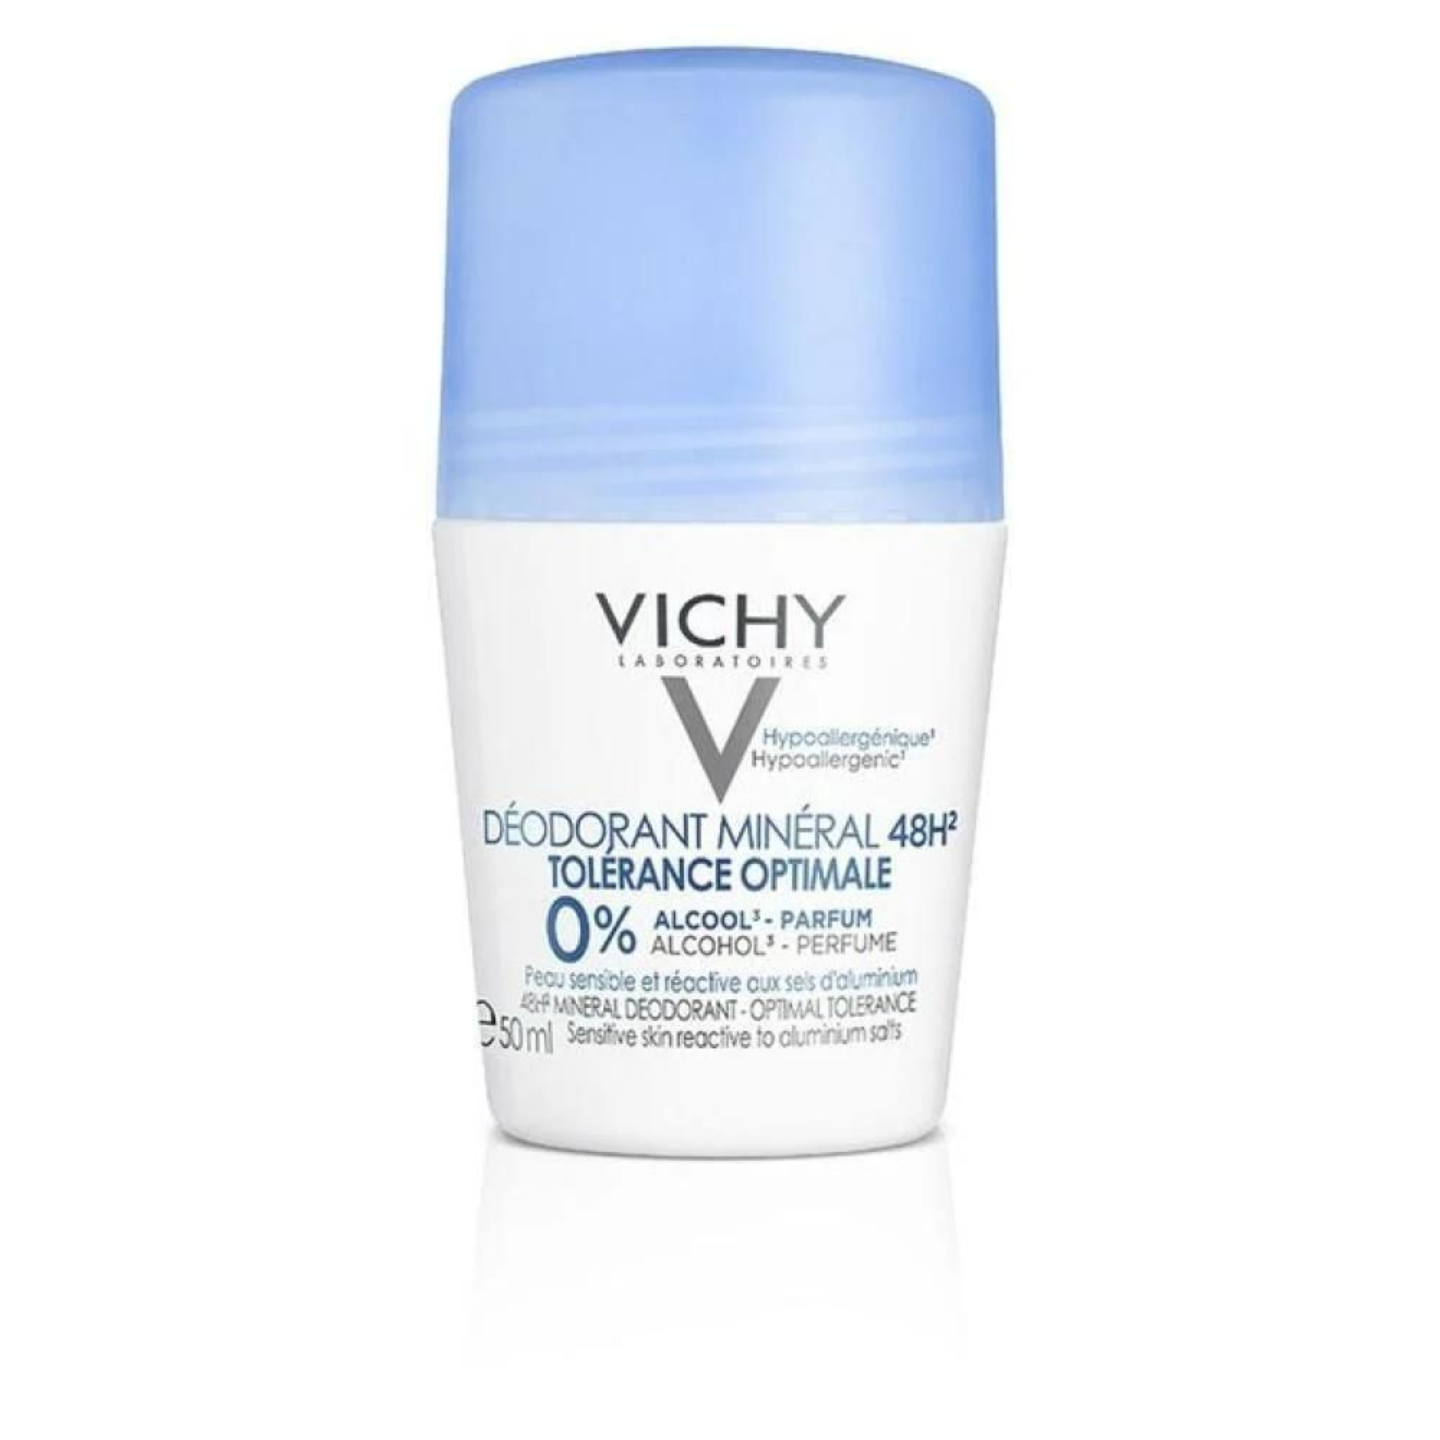 VICHY
LABORATOIRES
V
Hypoallergénique¹
Hypoallergenic¹
DÉODORANT MINÉRAL 48H²
TOLÉRANCE OPTIMALE
0% ALCOOL³ - PARFUM
ALCOHOL³ - PERFUME
Peau sensible et réactive aux sels d'aluminium
48H² MINERAL DEODORANT - OPTIMAL TOLERANCE
Sensitive skin reactive to aluminium salts
e 50 ml